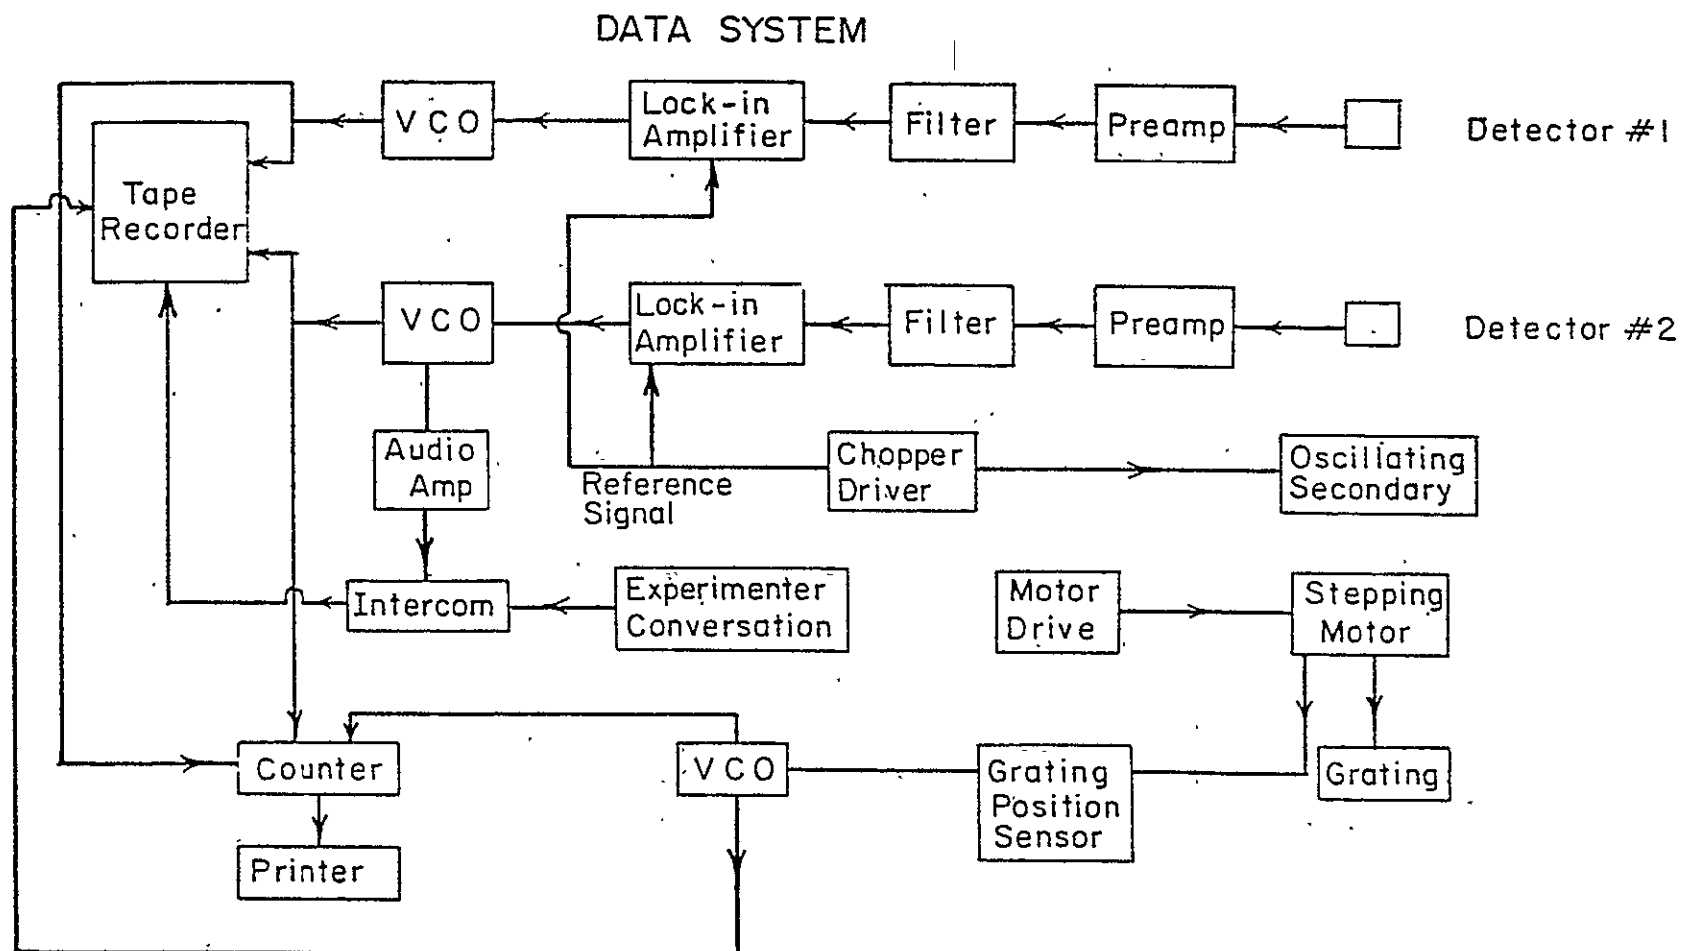 DATA SYSTEM
VCO
Lock-in
Amplifier
Filter
Preamp
Detector #1
Tape
Recorder
VCO
Lock-in
Amplifier
Filter
Preamp
Detector #2
Audio
Amp
Reference
Signal
Chopper
Driver
Oscillating
Secondary
Intercom
Experimenter
Conversation
Motor
Drive
Stepping
Motor
Counter
VCO
Grating
Position
Sensor
Grating
Printer